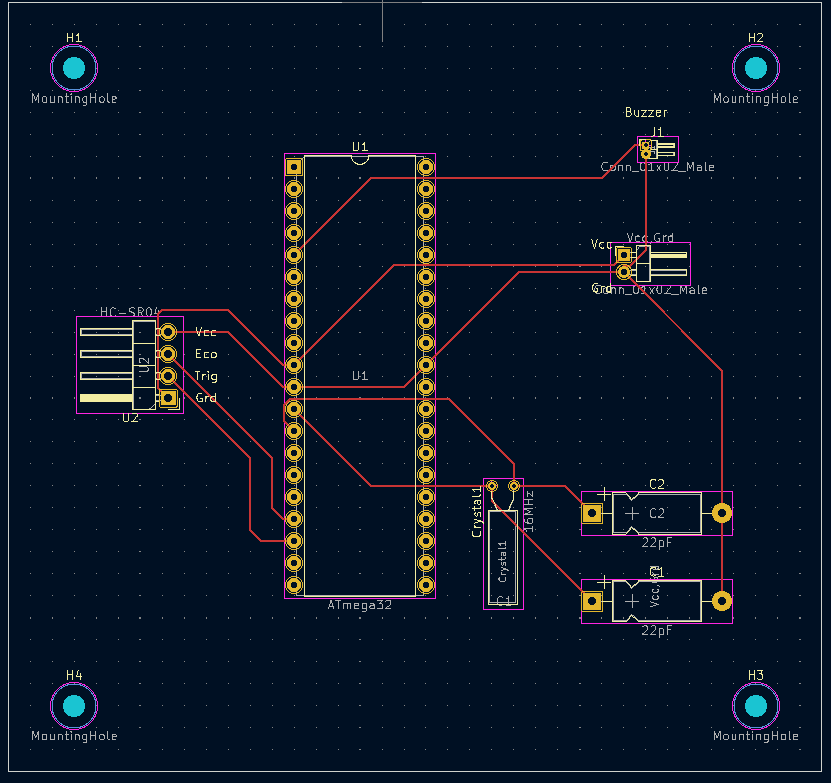 H1
H2
MountingHole
MountingHole
Buzzer
J1
U1
Conn_01x02_Male
Vcc,Grd
Vcc
Grd
Conn_01x02_Male
HC-SR04
Vcc
U2
Eco
Trig
Grd
U2
U1
Crystal1
16MHz
Crystal1
C1
C2
C2
22pF
C1
22pF
ATmega32
H4
H3
MountingHole
MountingHole